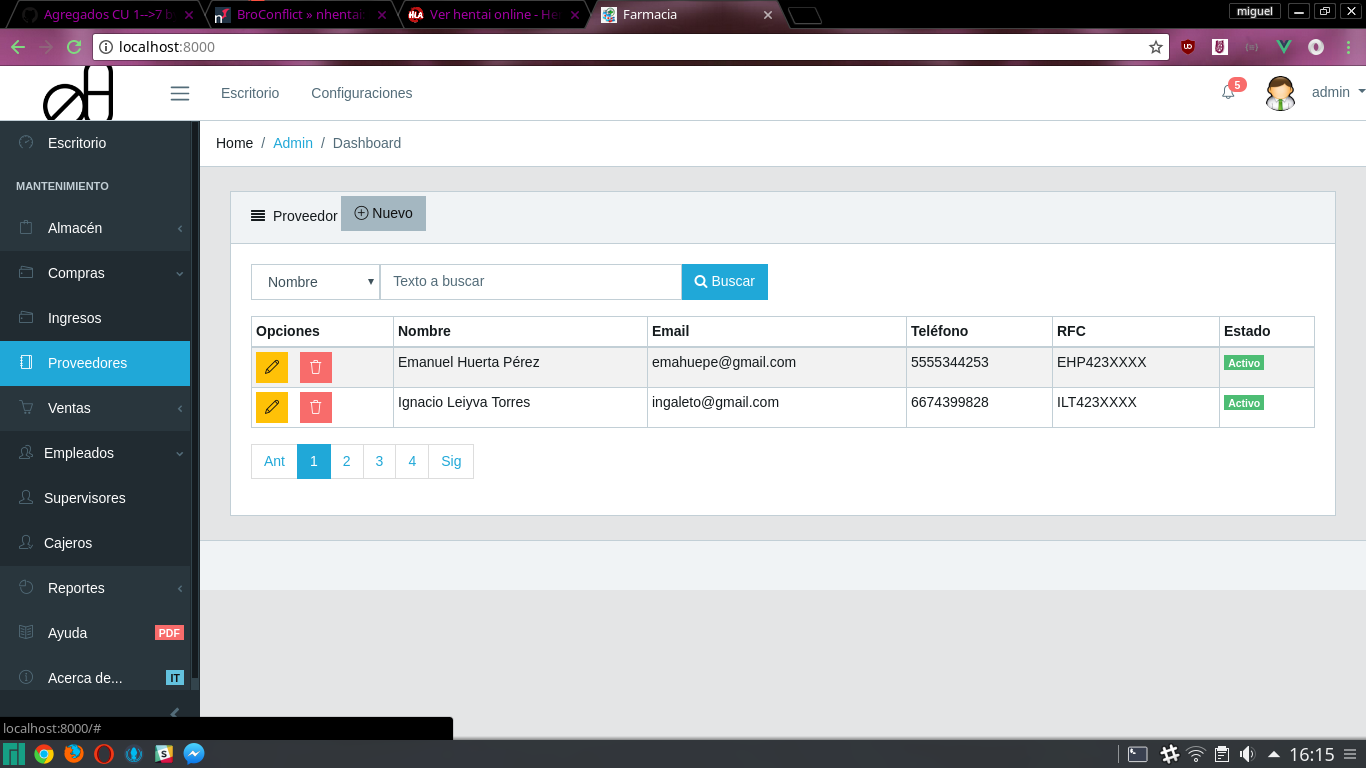 Agregados CU 1-->7 b
BroConflict » nhentai:
Ver hentai online - He
Farmacia
miguel
localhost:8000
Escritorio
Configuraciones
5
admin
Escritorio
Home / Admin / Dashboard
MANTENIMIENTO
Proveedor
Nuevo
Almacén
Compras
Nombre
Texto a buscar
Buscar
Ingresos
Opciones Nombre Email Teléfono RFC Estado
Proveedores
Emanuel Huerta Pérez emahuepe@gmail.com 5555344253 EHP423XXXX Activo
Ventas
Ignacio Leiyva Torres ingaleto@gmail.com 6674399828 ILT423XXXX Activo
Empleados
Ant 1 2 3 4 Sig
Supervisores
Cajeros
Reportes
Ayuda PDF
Acerca de... IT
localhost:8000/#
16:15